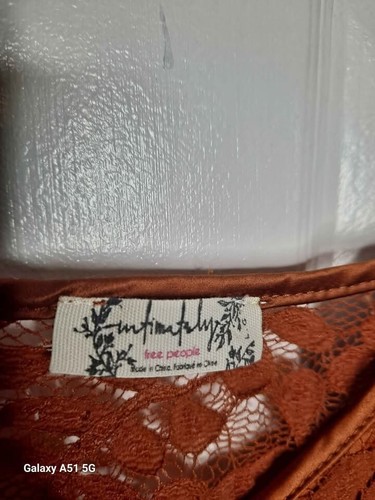 intimately
free people
Made in China. Fabriqué en Chine
Galaxy A51 5G